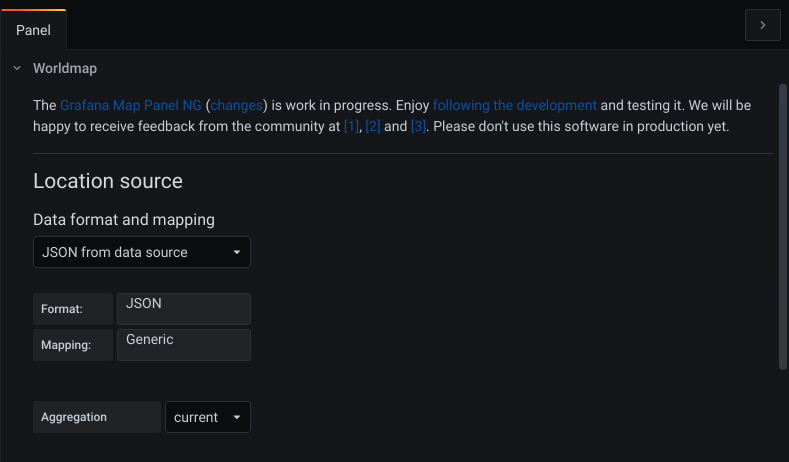 Panel
Worldmap
The Grafana Map Panel NG (changes) is work in progress. Enjoy following the development and testing it. We will be
happy to receive feedback from the community at [1], [2] and [3]. Please don't use this software in production yet.
Location source
Data format and mapping
JSON from data source
Format: JSON
Mapping: Generic
Aggregation current